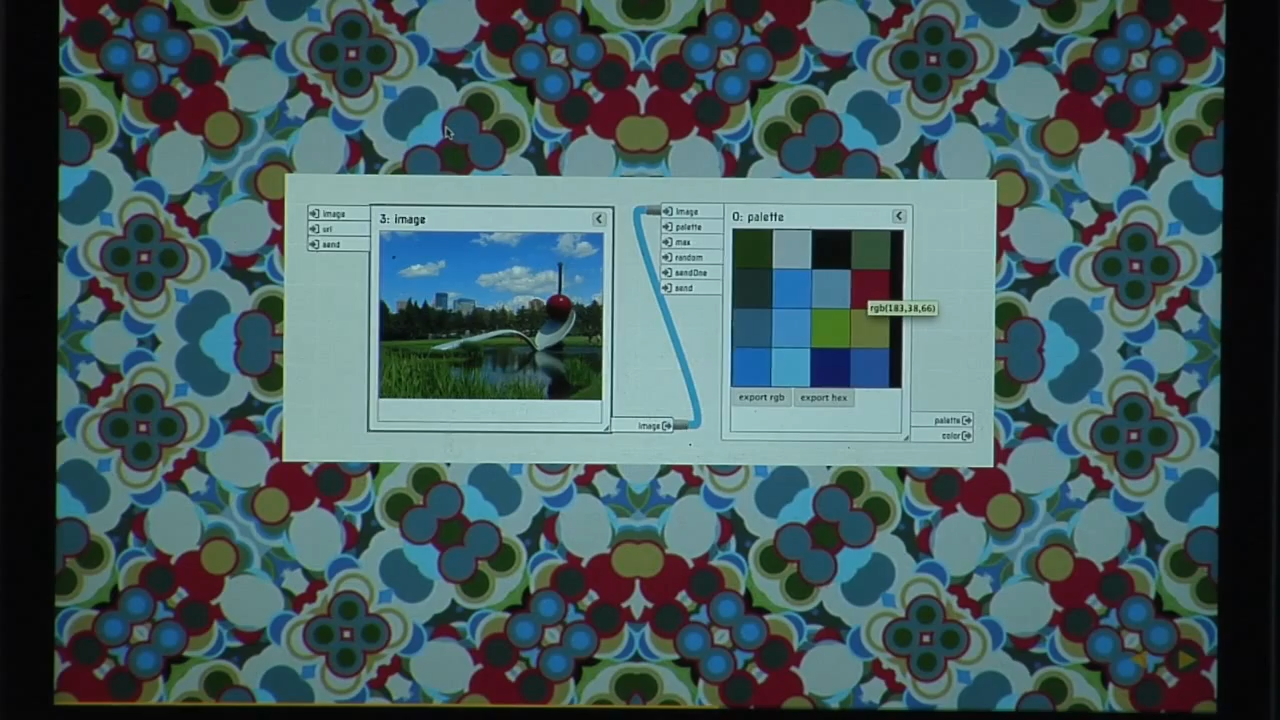 image
url
send
3: image
image
image
palette
max
random
sendOne
send
0: palette
rgb(183,38,66)
export rgb export hex
palette
color